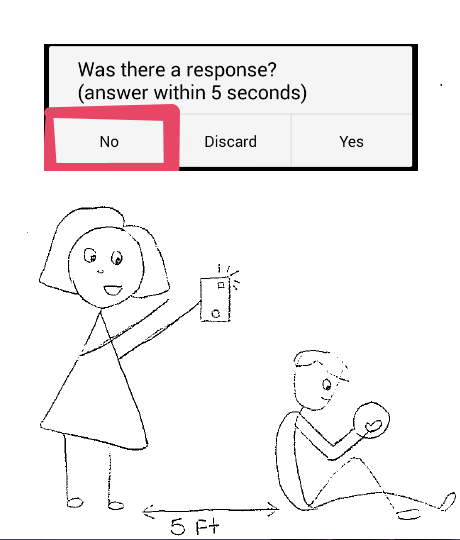 Was there a response?
(answer within 5 seconds)
No Discard Yes
5 Ft